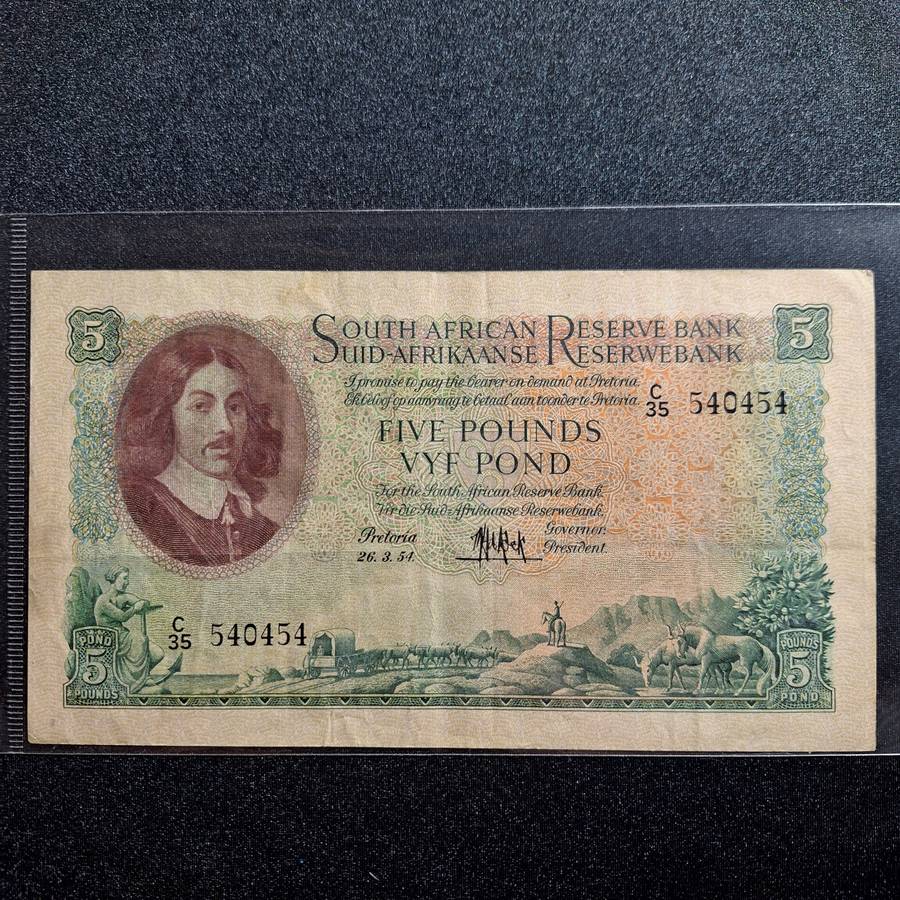 5 5
SOUTH AFRICAN RESERVE BANK
SUID-AFRIKAANSE RESERWEBANK
I promise to pay the bearer on demand at Pretoria.
Ek beloof op aanvraag te betaal aan toonder te Pretoria.
C/35 540454
FIVE POUNDS
VYF POND
For the South African Reserve Bank.
Vir die Suid-Afrikaanse Reserwebank.
Pretoria
26. 3. 54.
Governor.
President.
C/35 540454
POND
5
POUNDS
POUNDS
5
POND